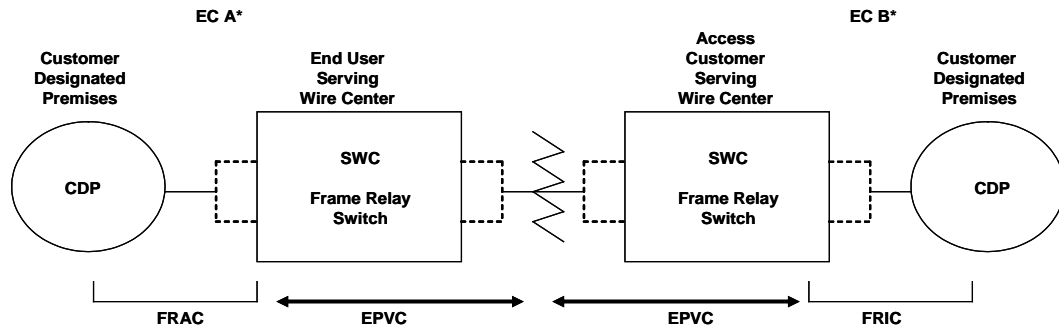 EC A*
EC B*
Customer
Designated
Premises
End User
Serving
Wire Center
Access
Customer
Serving
Wire Center
Customer
Designated
Premises
CDP
SWC
Frame Relay
Switch
SWC
Frame Relay
Switch
CDP
FRAC
EPVC
EPVC
FRIC